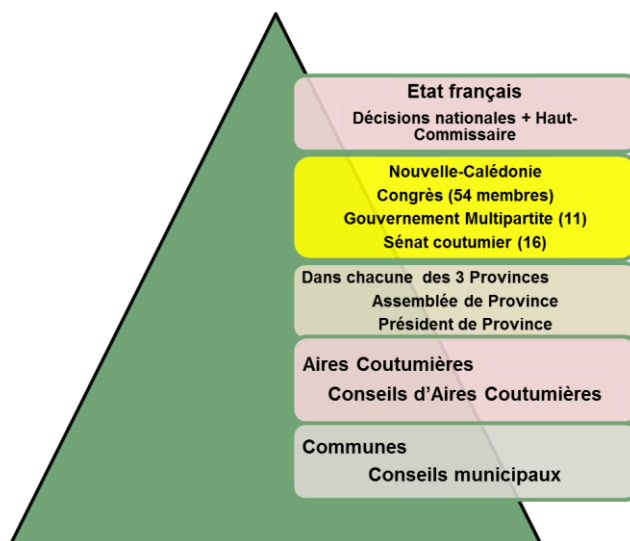 Etat français
Décisions nationales + Haut-
Commissaire
Nouvelle-Calédonie
Congrès (54 membres)
Gouvernement Multipartite (11)
Sénat coutumier (16)
Dans chacune des 3 Provinces
Assemblée de Province
Président de Province
Aires Coutumières
Conseils d'Aires Coutumières
Communes
Conseils municipaux